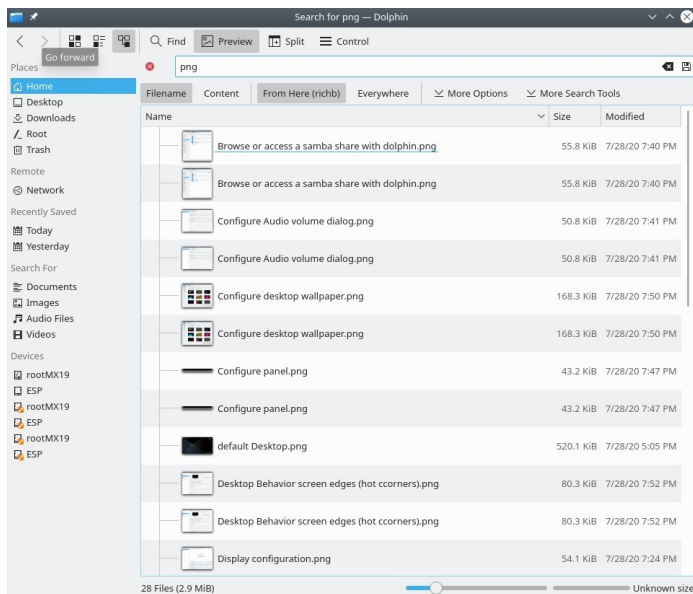 Search for png — Dolphin
Find Preview Split Control
Go forward
Places
Home
Desktop
Downloads
Root
Trash
Remote
Network
Recently Saved
Today
Yesterday
Search For
Documents
Images
Audio Files
Videos
Devices
rootMX19
ESP
rootMX19
ESP
rootMX19
ESP
png
Filename Content From Here (richb) Everywhere More Options More Search Tools
Name Size Modified
Browse or access a samba share with dolphin.png 55.8 KiB 7/28/20 7:40 PM
Browse or access a samba share with dolphin.png 55.8 KiB 7/28/20 7:40 PM
Configure Audio volume dialog.png 50.8 KiB 7/28/20 7:41 PM
Configure Audio volume dialog.png 50.8 KiB 7/28/20 7:41 PM
Configure desktop wallpaper.png 168.3 KiB 7/28/20 7:50 PM
Configure desktop wallpaper.png 168.3 KiB 7/28/20 7:50 PM
Configure panel.png 43.2 KiB 7/28/20 7:47 PM
Configure panel.png 43.2 KiB 7/28/20 7:47 PM
default Desktop.png 520.1 KiB 7/28/20 5:05 PM
Desktop Behavior screen edges (hot ccorners).png 80.3 KiB 7/28/20 7:52 PM
Desktop Behavior screen edges (hot ccorners).png 80.3 KiB 7/28/20 7:52 PM
Display configuration.png 54.1 KiB 7/28/20 7:24 PM
28 Files (2.9 MiB) Unknown size